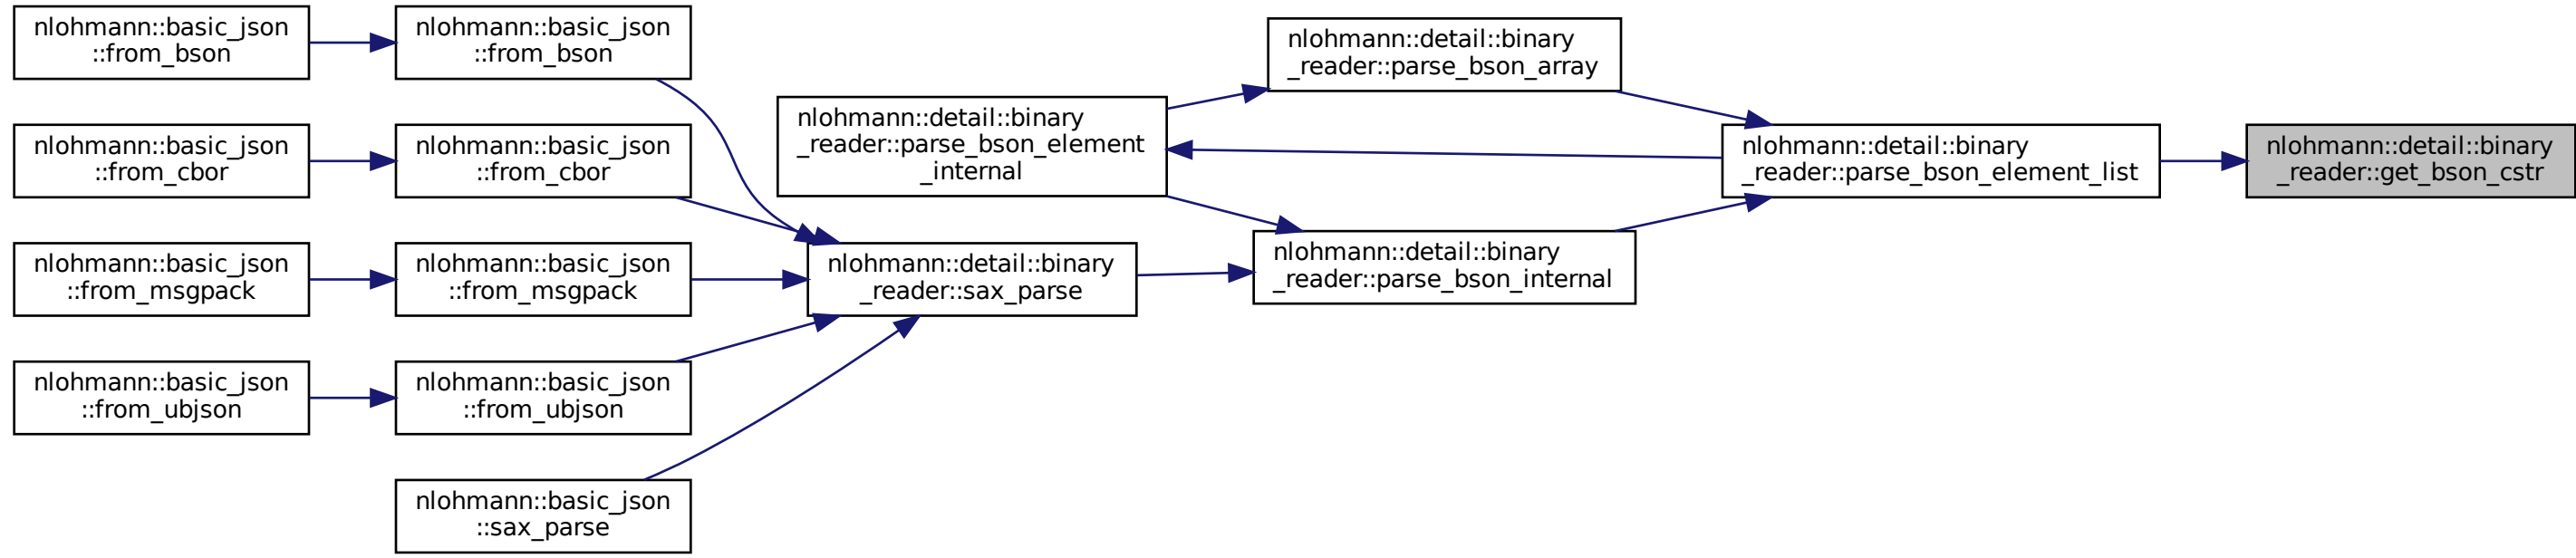 nlohmann::basic_json
::from_bson
nlohmann::basic_json
::from_bson
nlohmann::basic_json
::from_cbor
nlohmann::basic_json
::from_cbor
nlohmann::basic_json
::from_msgpack
nlohmann::basic_json
::from_msgpack
nlohmann::basic_json
::from_ubjson
nlohmann::basic_json
::from_ubjson
nlohmann::basic_json
::sax_parse
nlohmann::detail::binary
_reader::parse_bson_element
_internal
nlohmann::detail::binary
_reader::sax_parse
nlohmann::detail::binary
_reader::parse_bson_array
nlohmann::detail::binary
_reader::parse_bson_internal
nlohmann::detail::binary
_reader::parse_bson_element_list
nlohmann::detail::binary
_reader::get_bson_cstr